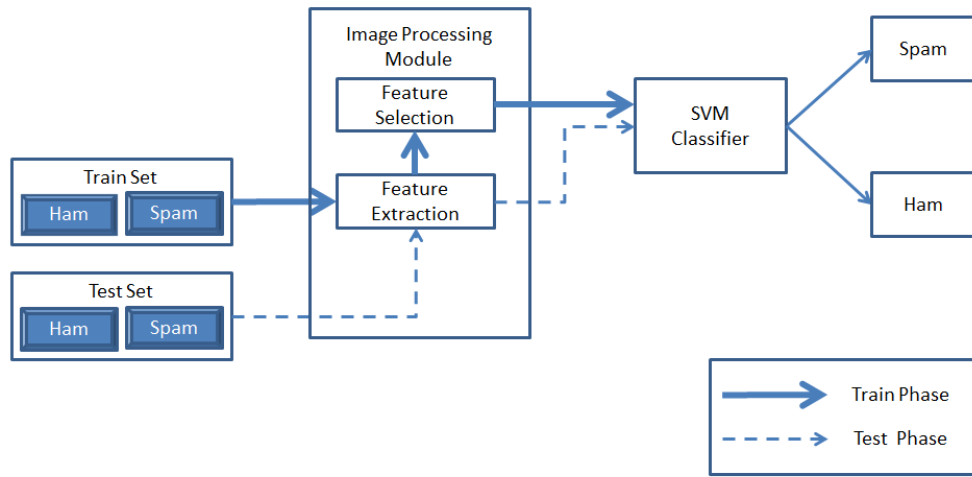 Image Processing
Module
Feature
Selection
Feature
Extraction
SVM
Classifier
Spam
Ham
Train Set
Ham
Spam
Test Set
Ham
Spam
Train Phase
Test Phase